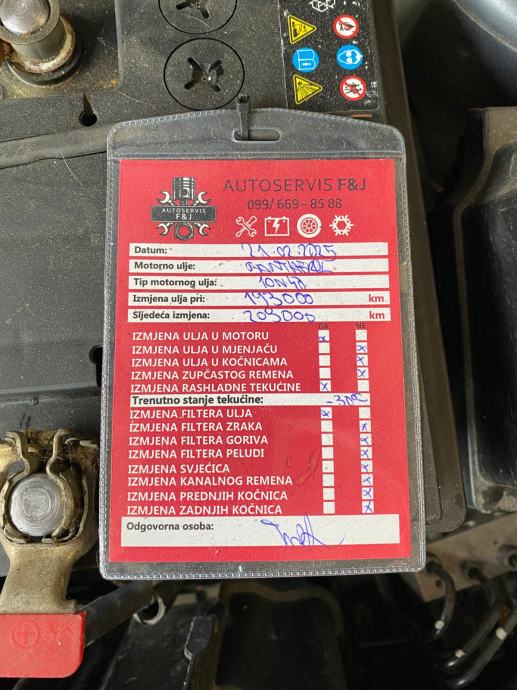 AUTOSERVIS F&J
099/ 669 - 85 88
AUTOSERVIS
F&J
Datum: 21.02.2025
Motorno ulje:
Tip motornog ulja: 10W40
Izmjena ulja pri: 193000 km
Sljedeća izmjena: 203000 km
DA NE
IZMJENA ULJA U MOTORU x
IZMJENA ULJA U MJENJAČU x
IZMJENA ULJA U KOČNICAMA x
IZMJENA ZUPČASTOG REMENA x
IZMJENA RASHLADNE TEKUĆINE x
Trenutno stanje tekućine:
IZMJENA FILTERA ULJA x
IZMJENA FILTERA ZRAKA x
IZMJENA FILTERA GORIVA x
IZMJENA FILTERA PELUDI x
IZMJENA SVJEĆICA x
IZMJENA KANALNOG REMENA x
IZMJENA PREDNJIH KOČNICA x
IZMJENA ZADNJIH KOČNICA x
Odgovorna osoba: